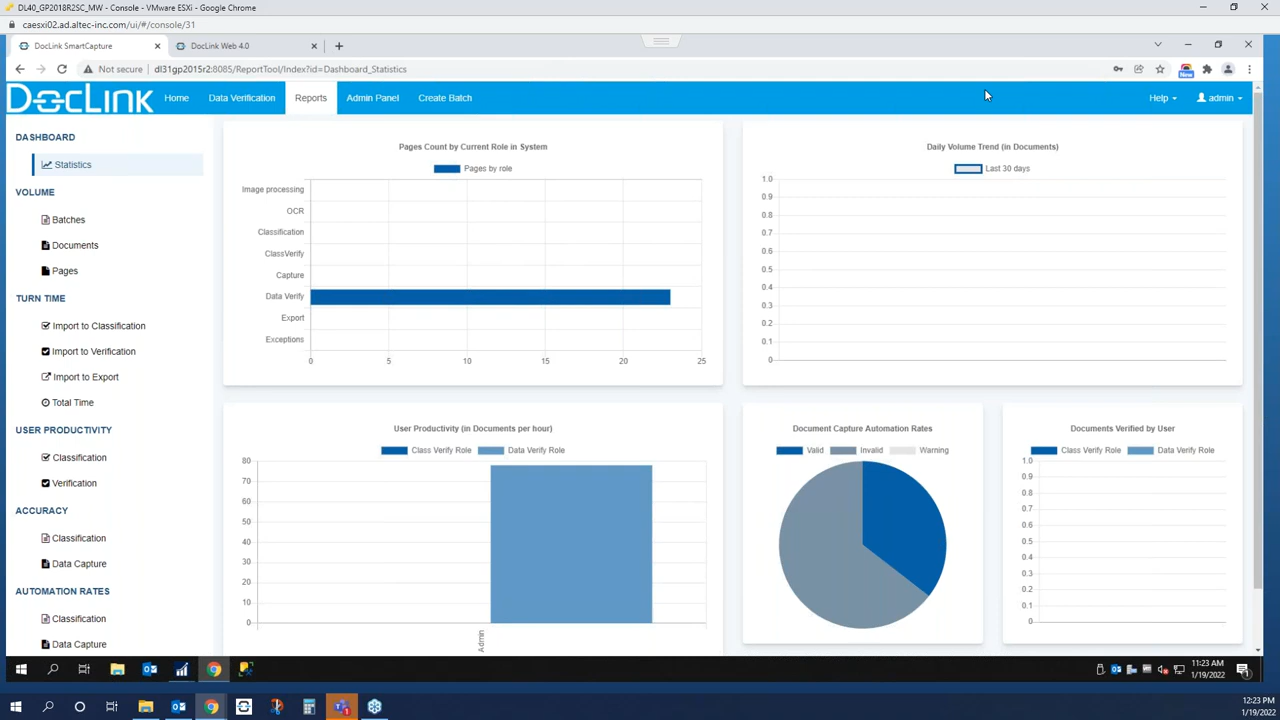 DL40_GP2018R2SC_MW - Console - VMware ESXi - Google Chrome
caesxi02.ad.altec-inc.com/ui/#/console/31
DocLink SmartCapture
DocLink Web 4.0
Not secure
dl31gp2015r2:8085/ReportTool/Index?id=Dashboard_Statistics
New
DOCLINK
Home
Data Verification
Reports
Admin Panel
Create Batch
Help
admin
DASHBOARD
Statistics
VOLUME
Batches
Documents
Pages
TURN TIME
Import to Classification
Import to Verification
Import to Export
Total Time
USER PRODUCTIVITY
Classification
Verification
ACCURACY
Classification
Data Capture
AUTOMATION RATES
Classification
Data Capture
Pages Count by Current Role in System
Pages by role
Image processing
OCR
Classification
ClassVerify
Capture
Data Verify
Export
Exceptions
0 5 10 15 20 25
Daily Volume Trend (in Documents)
Last 30 days
1.0
0.9
0.8
0.7
0.6
0.5
0.4
0.3
0.2
0.1
0
User Productivity (in Documents per hour)
Class Verify Role Data Verify Role
80
70
60
50
40
30
20
10
0
Admin
Document Capture Automation Rates
Valid Invalid Warning
Documents Verified by User
Class Verify Role Data Verify Role
1.0
0.9
0.8
0.7
0.6
0.5
0.4
0.3
0.2
0.1
0
11:23 AM
1/19/2022
1
12:23 PM
1/19/2022